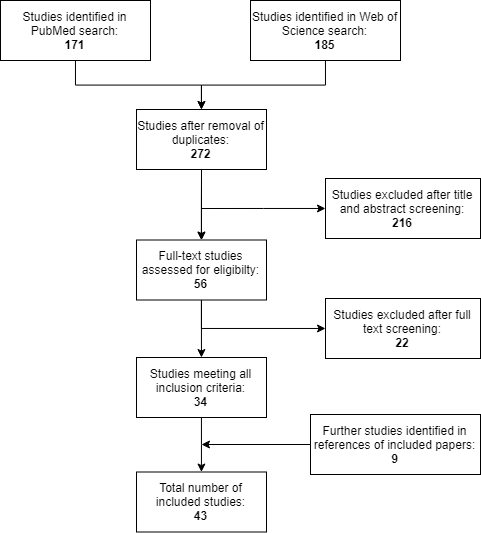 Studies identified in
PubMed search:
171
Studies identified in Web of
Science search:
185
Studies after removal of
duplicates:
272
Studies excluded after title
and abstract screening:
216
Full-text studies
assessed for eligibilty:
56
Studies excluded after full
text screening:
22
Studies meeting all
inclusion criteria:
34
Further studies identified in
references of included papers:
9
Total number of
included studies:
43